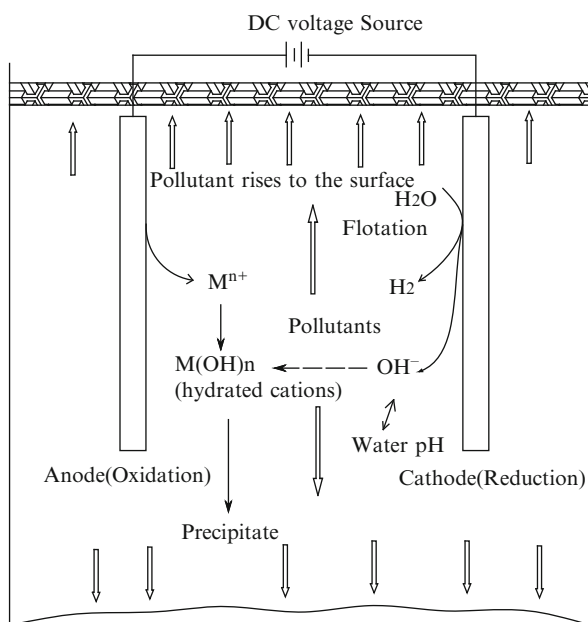 DC voltage Source
Pollutant rises to the surface
H2O
Flotation
Mⁿ⁺
H2
Pollutants
M(OH)n
(hydrated cations)
OH⁻
Water pH
Anode(Oxidation)
Cathode(Reduction)
Precipitate